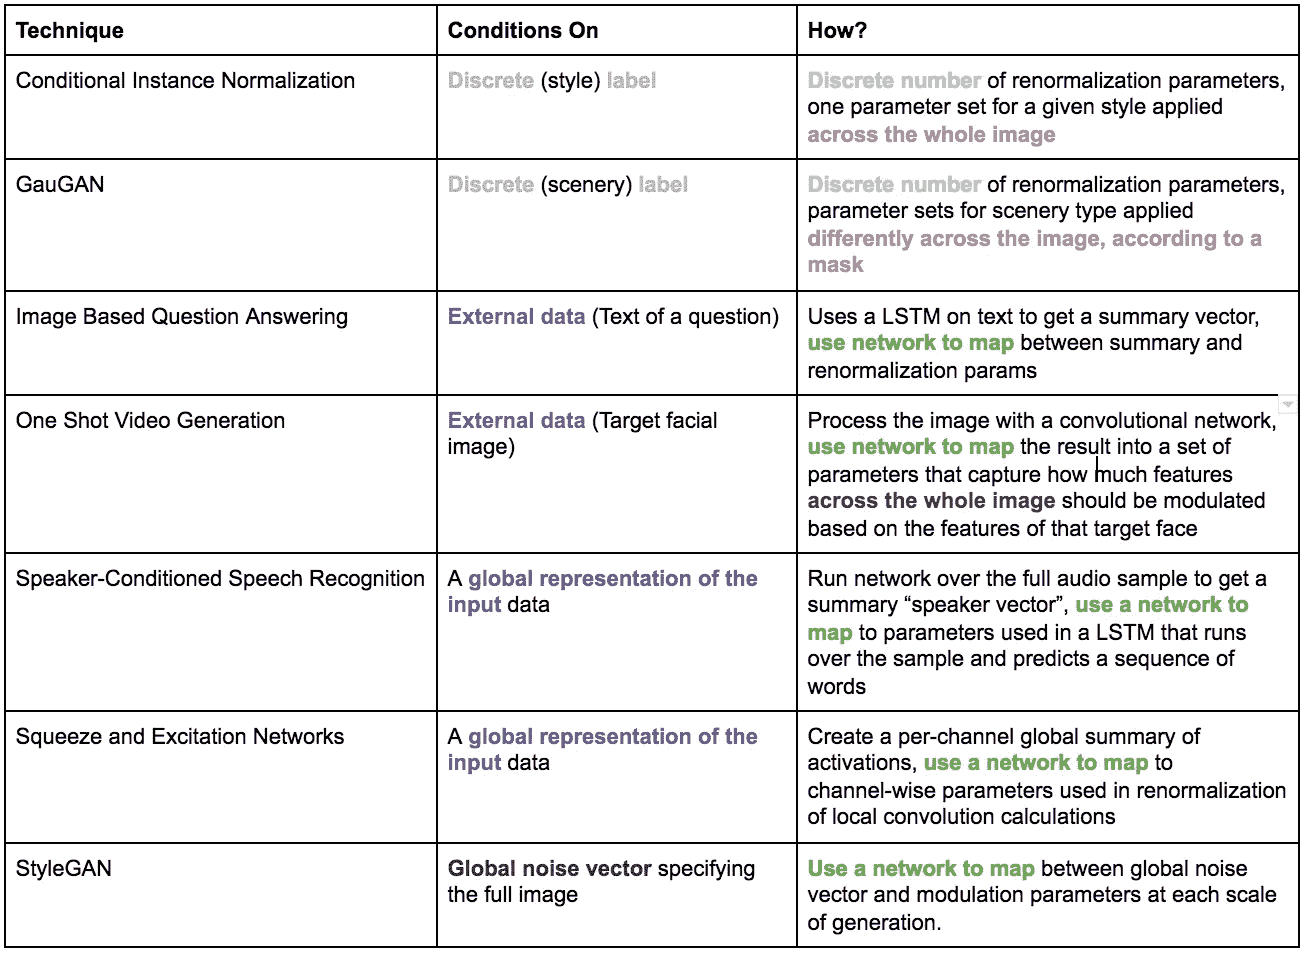 Technique
Conditions On
How?
Conditional Instance Normalization
Discrete (style) label
Discrete number of renormalization parameters,
one parameter set for a given style applied
across the whole image
GauGAN
Discrete (scenery) label
Discrete number of renormalization parameters,
parameter sets for scenery type applied
differently across the image, according to a
mask
Image Based Question Answering
External data (Text of a question)
Uses a LSTM on text to get a summary vector,
use network to map between summary and
renormalization params
One Shot Video Generation
External data (Target facial
image)
Process the image with a convolutional network,
use network to map the result into a set of
parameters that capture how much features
across the whole image should be modulated
based on the features of that target face
Speaker-Conditioned Speech Recognition
A global representation of the
input data
Run network over the full audio sample to get a
summary “speaker vector”, use a network to
map to parameters used in a LSTM that runs
over the sample and predicts a sequence of
words
Squeeze and Excitation Networks
A global representation of the
input data
Create a per-channel global summary of
activations, use a network to map to
channel-wise parameters used in renormalization
of local convolution calculations
StyleGAN
Global noise vector specifying
the full image
Use a network to map between global noise
vector and modulation parameters at each scale
of generation.